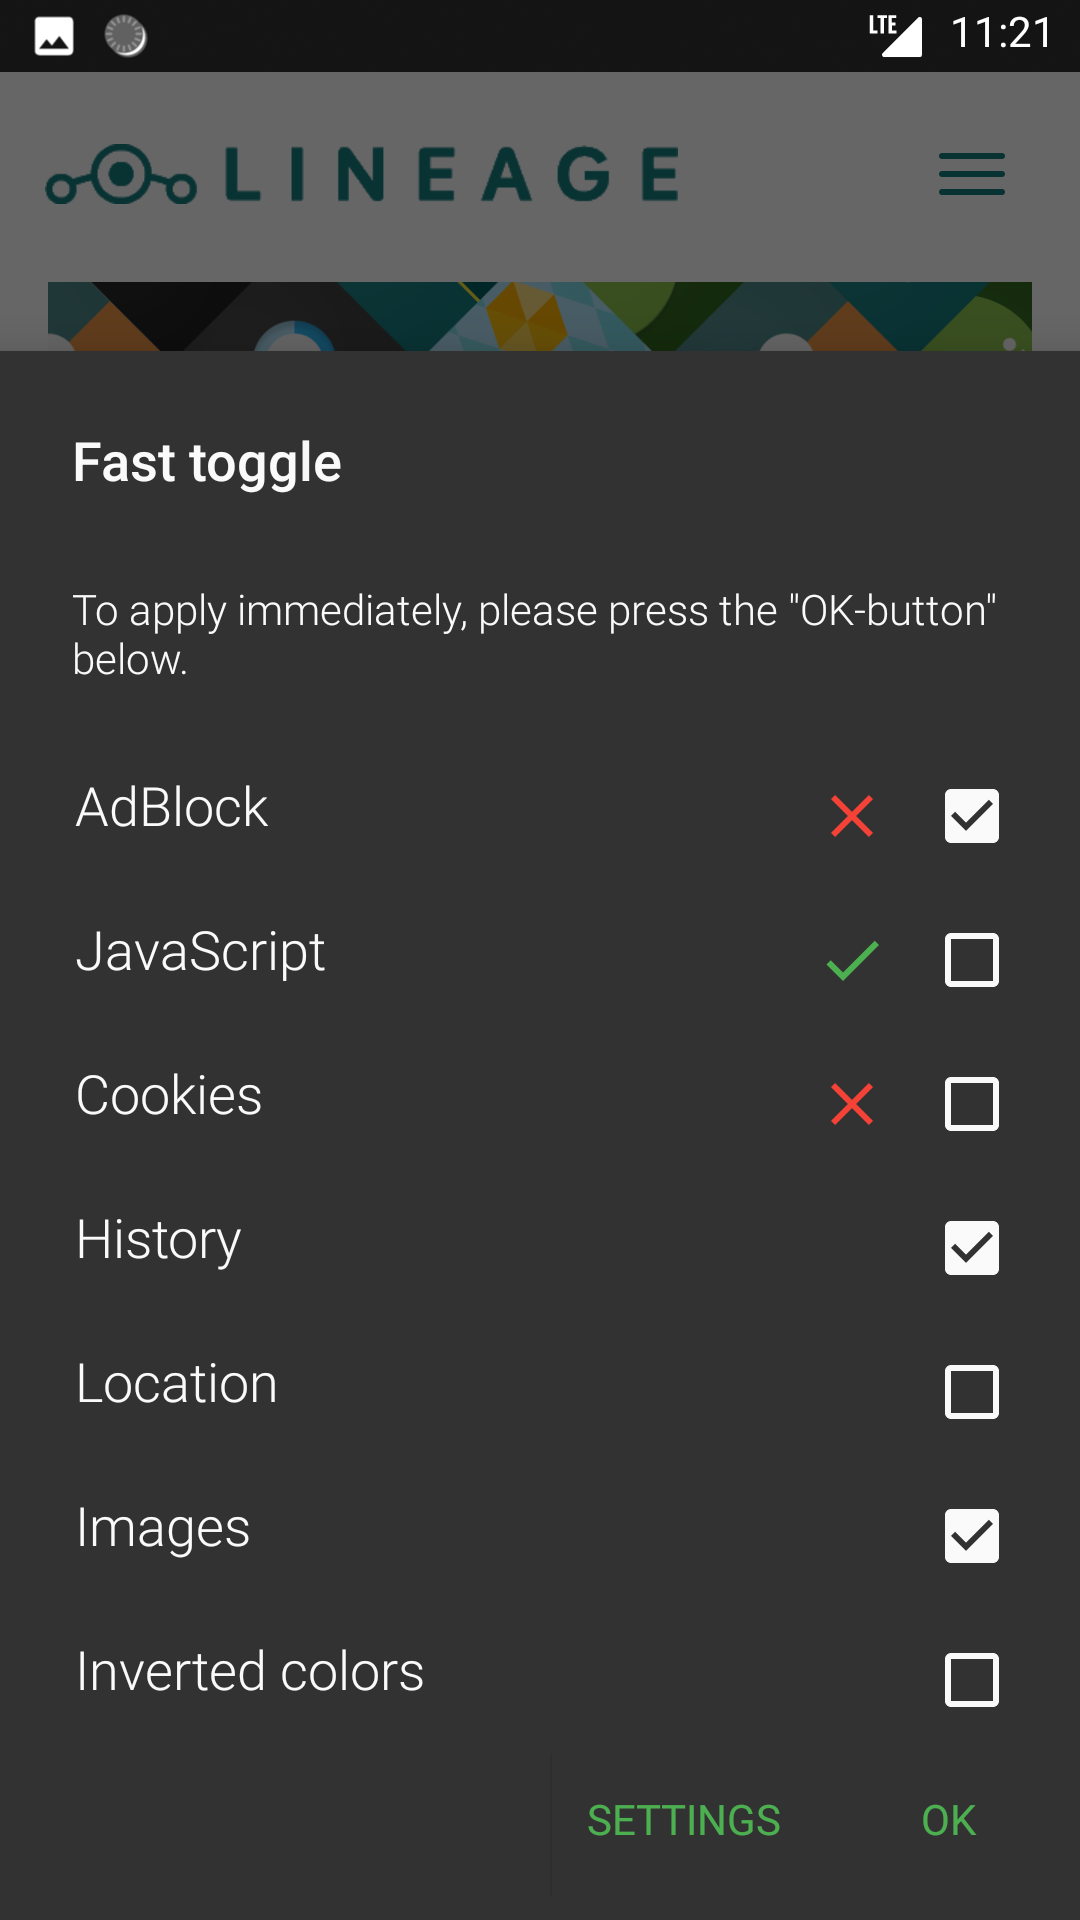 LTE 11:21
LINEAGE
Fast toggle
To apply immediately, please press the "OK-button"
below.
AdBlock
JavaScript
Cookies
History
Location
Images
Inverted colors
SETTINGS OK